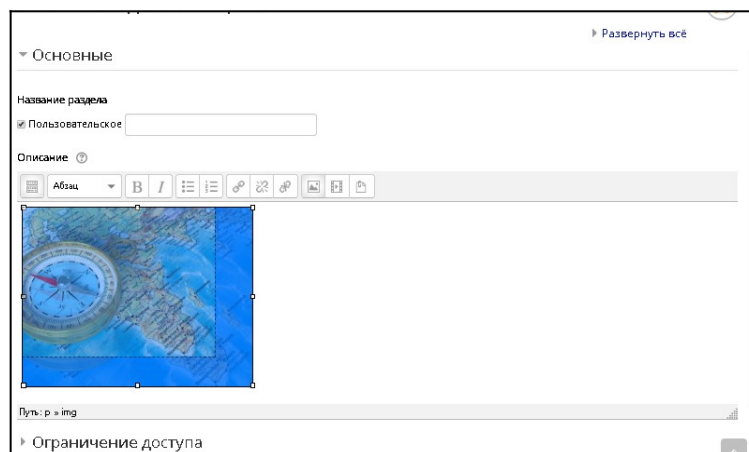 Развернуть всё
Основные
Название раздела
Пользовательское
Описание
Абзац
B I
Путь: p » img
Ограничение доступа